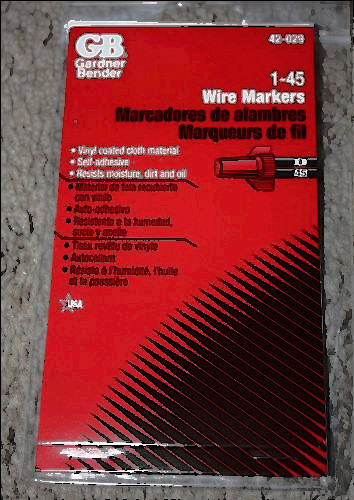 GB
Gardner
Bender
42-029
1-45
Wire Markers
Marcadores de alambres
Marqueurs de fil
• Vinyl coated cloth material
• Self-adhesive
• Resists moisture, dirt and oil
• Material de tela recubierto
con vinilo
• Auto-adhesivo
• Resistente a la humedad,
sucio y aceite
• Tissu revêtu de vinyle
• Autocollant
• Résiste à l'humidité, l'huile
et la poussière
45
USA